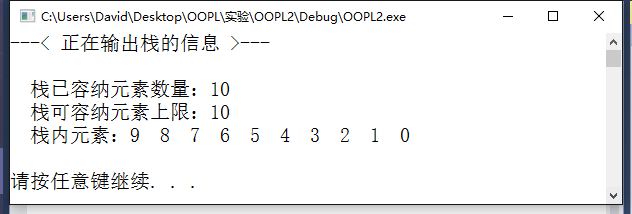 C:\Users\David\Desktop\OOPL\实验\OOPL2\Debug\OOPL2.exe
---< 正在输出栈的信息 >---
栈已容纳元素数量: 10
栈可容纳元素上限: 10
栈内元素: 9 8 7 6 5 4 3 2 1 0
请按任意键继续. . .